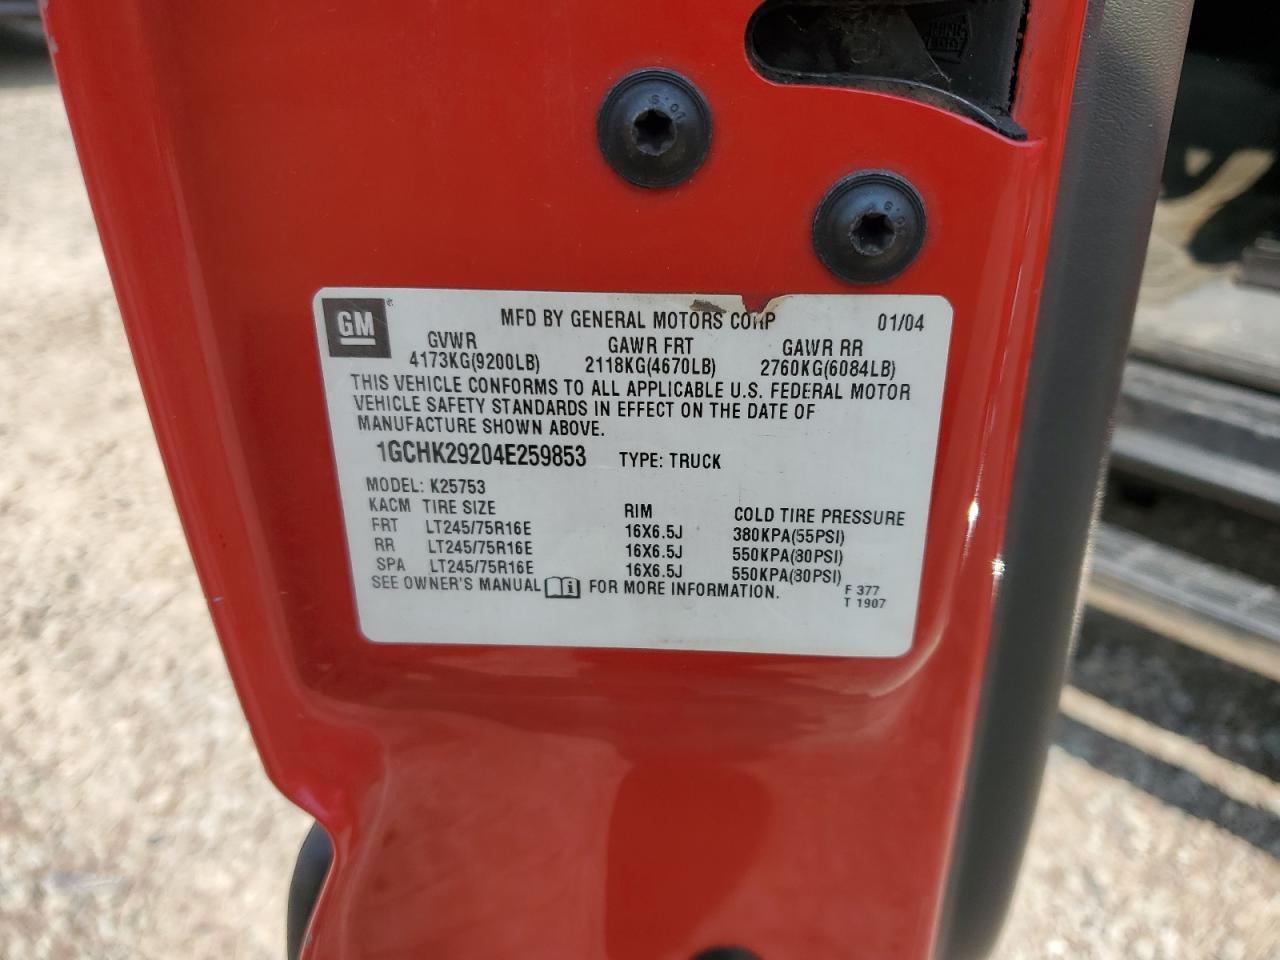 GM
MFD BY GENERAL MOTORS CORP 01/04
GVWR GAWR FRT GAWR RR
4173KG(9200LB) 2118KG(4670LB) 2760KG(6084LB)
THIS VEHICLE CONFORMS TO ALL APPLICABLE U.S. FEDERAL MOTOR
VEHICLE SAFETY STANDARDS IN EFFECT ON THE DATE OF
MANUFACTURE SHOWN ABOVE.
1GCHK29204E259853 TYPE: TRUCK
MODEL: K25753
KACM TIRE SIZE RIM COLD TIRE PRESSURE
FRT LT245/75R16E 16X6.5J 380KPA(55PSI)
RR LT245/75R16E 16X6.5J 550KPA(80PSI)
SPA LT245/75R16E 16X6.5J 550KPA(80PSI)
SEE OWNER'S MANUAL FOR MORE INFORMATION.
F 377
T 1907